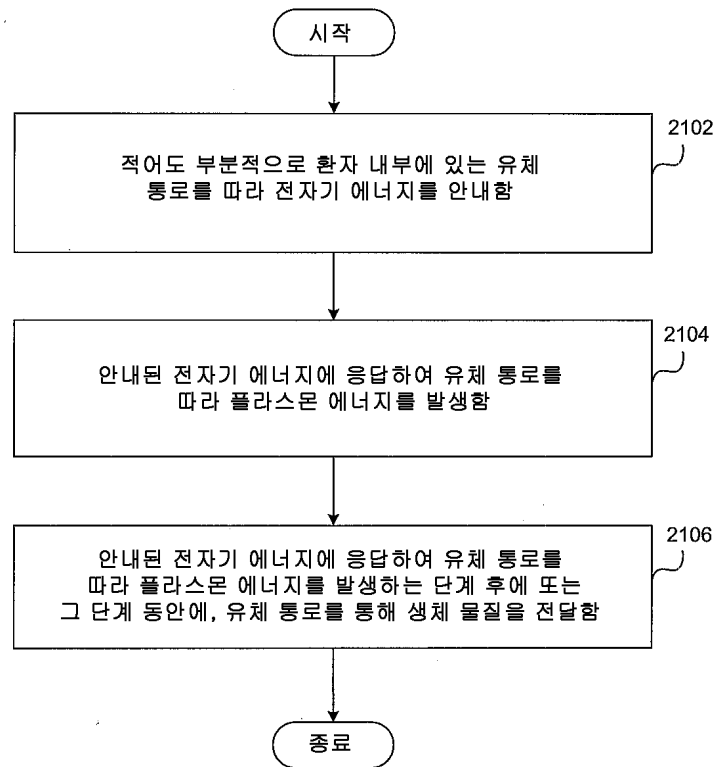 시작
2102
적어도 부분적으로 환자 내부에 있는 유체
통로를 따라 전자기 에너지를 안내함
2104
안내된 전자기 에너지에 응답하여 유체 통로를
따라 플라스몬 에너지를 발생함
2106
안내된 전자기 에너지에 응답하여 유체 통로를
따라 플라스몬 에너지를 발생하는 단계 후에 또는
그 단계 동안에, 유체 통로를 통해 생체 물질을 전달함
종료